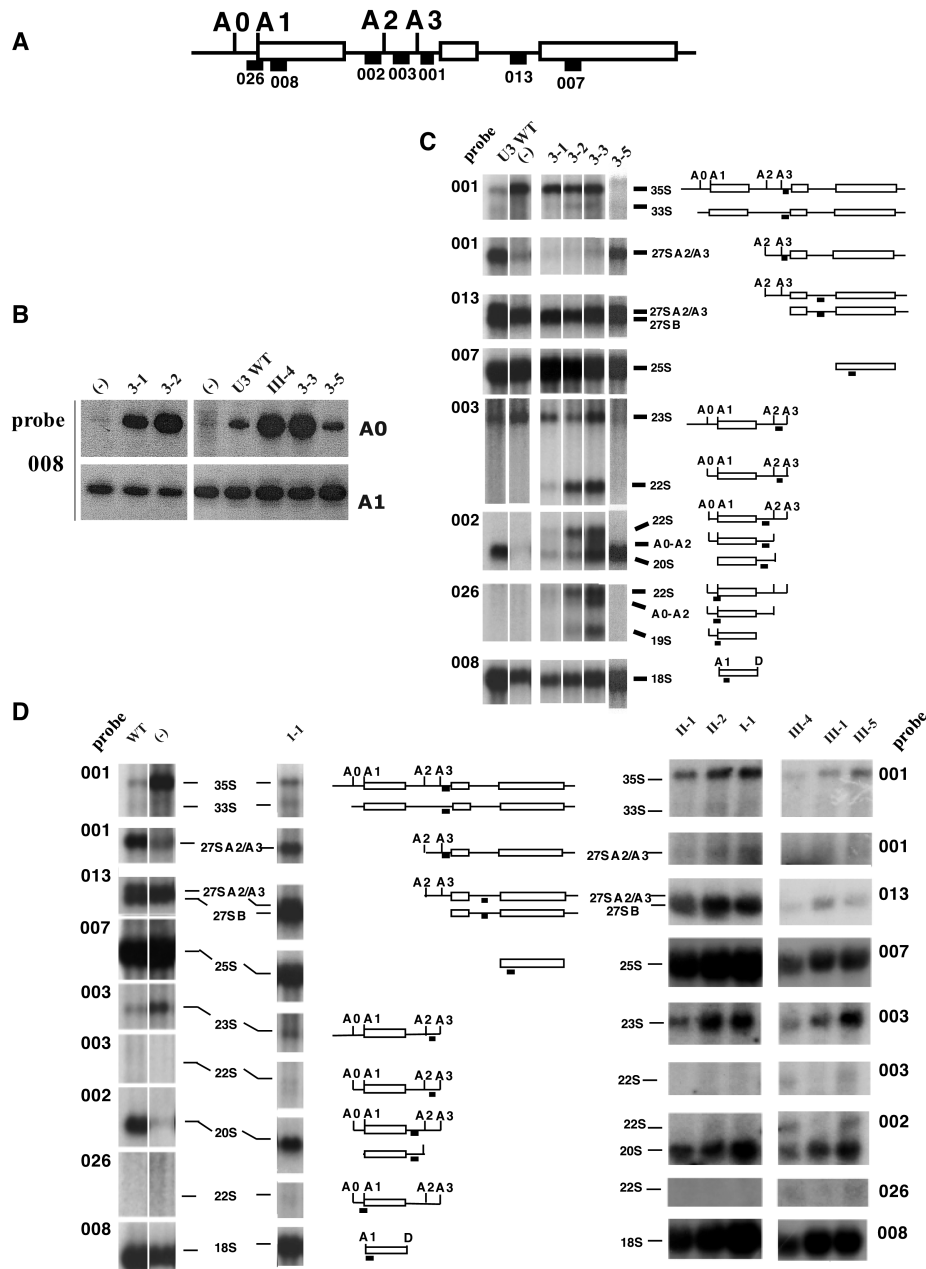 A
A0 A1 A2 A3
026 008 002 003 001 013 007
B
(-) 3-1 3-2 (-) U3 WT III-4 3-3 3-5
probe
008
A0
A1
C
probe U3 WT (-) 3-1 3-2 3-3 3-5
001 35S A0 A1 A2 A3
33S
001 27SA2/A3 A2 A3
A2 A3
013 27SA2/A3
27SB
007 25S
003 23S A0 A1 A2 A3
22S A0 A1 A2 A3
002 22S A0 A1 A2 A3
A0-A2
20S
026 22S
A0-A2
19S
008 18S A1 D
D
probe WT (-) I-1
001 35S A0 A1 A2 A3
33S
001 27SA2/A3 A2 A3
013 27SA2/A3 A2 A3
27SB
007 25S
003 23S A0 A1 A2 A3
003 22S A0 A1 A2 A3
002 20S A0 A1 A2 A3
026 22S A0 A1 A2 A3
008 18S A1 D
II-1 II-2 I-1 III-4 III-1 III-5 probe
35S 001
33S
27SA2/A3 001
27SA2/A3 013
27SB
25S 007
23S 003
22S 003
22S 002
20S
22S 026
18S 008